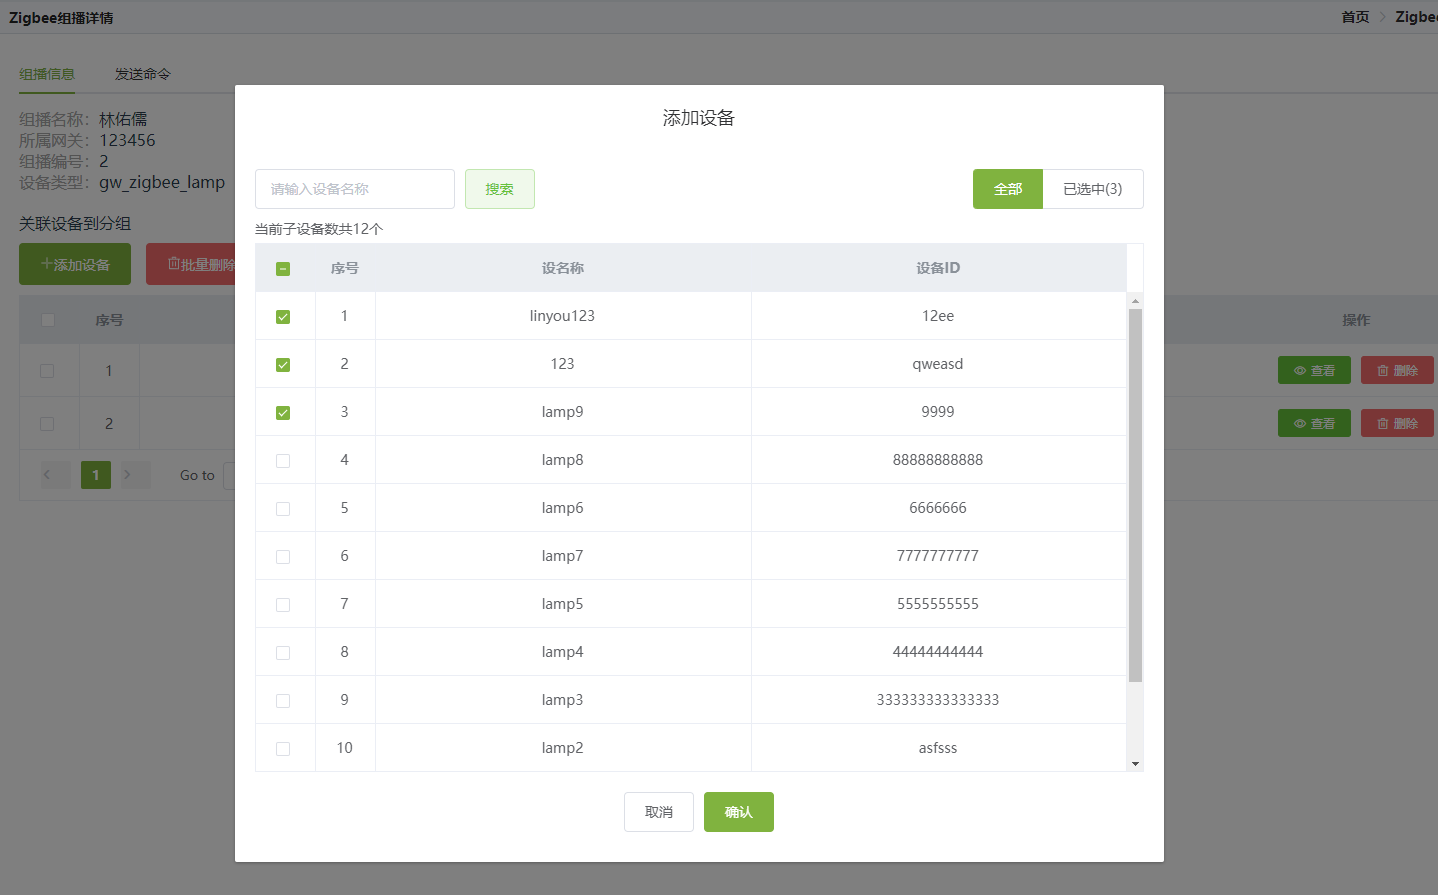 Zigbee组播详情
首页 > Zigbee
组播信息 发送命令
组播名称：林佑儒
所属网关：123456
组播编号：2
设备类型：gw_zigbee_lamp
关联设备到分组
+添加设备 批量删除
序号 操作
1 查看 删除
2 查看 删除
< 1 > Go to
添加设备
请输入设备名称 搜索 全部 已选中(3)
当前子设备数共12个
序号 设名称 设备ID
1 linyou123 12ee
2 123 qweasd
3 lamp9 9999
4 lamp8 88888888888
5 lamp6 6666666
6 lamp7 7777777777
7 lamp5 5555555555
8 lamp4 44444444444
9 lamp3 333333333333333
10 lamp2 asfsss
取消 确认